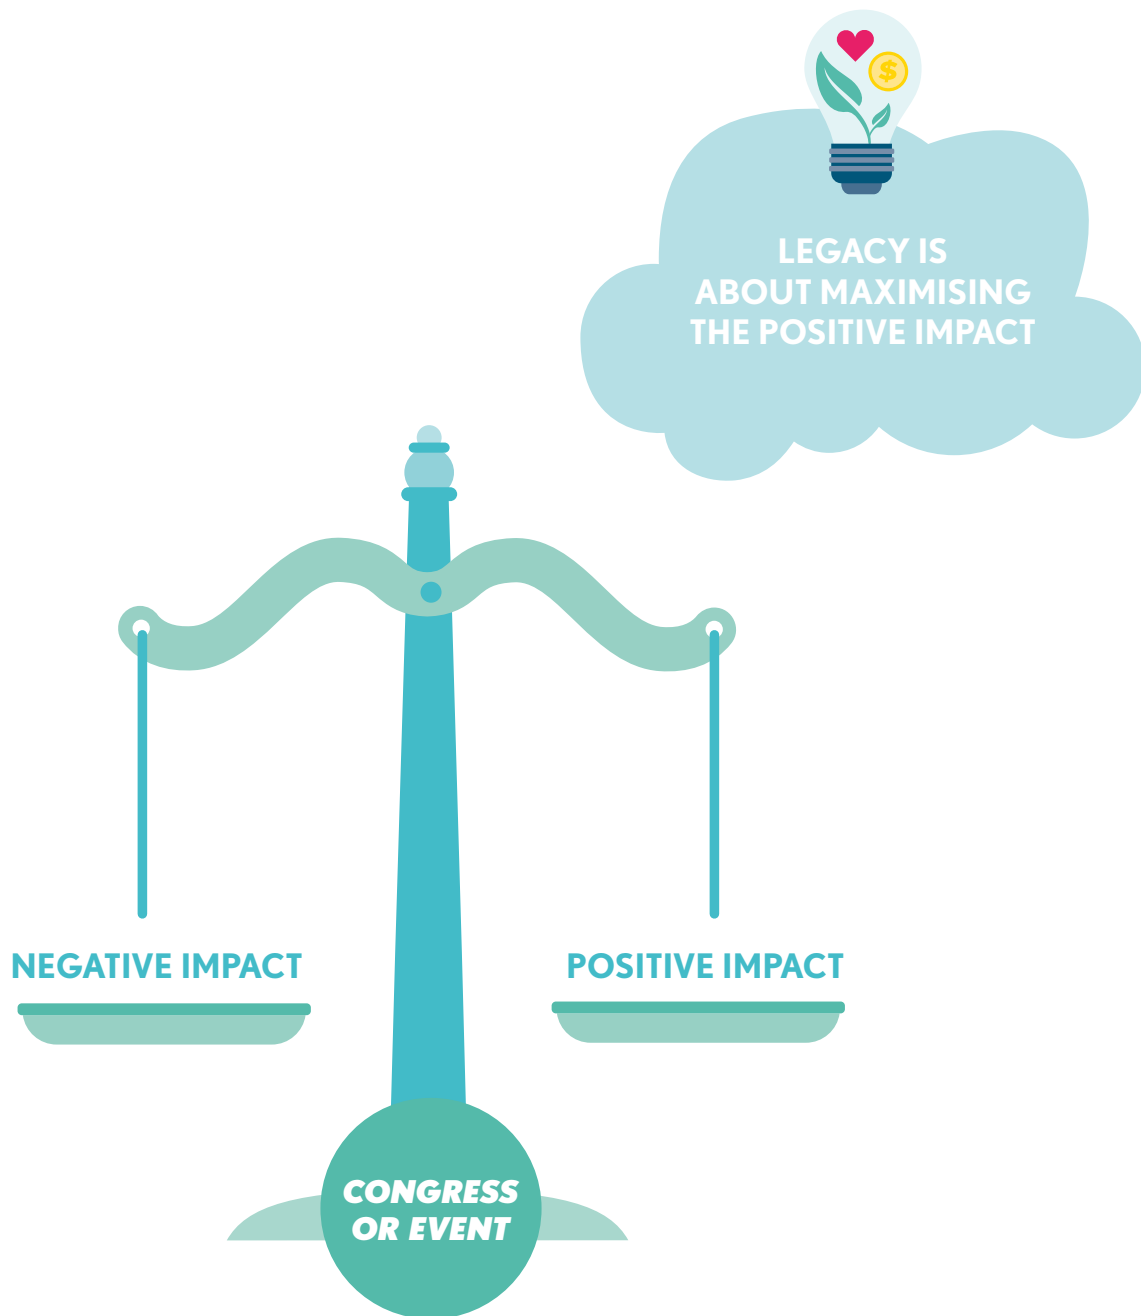 $
LEGACY IS
ABOUT MAXIMISING
THE POSITIVE IMPACT
NEGATIVE IMPACT
POSITIVE IMPACT
CONGRESS
OR EVENT